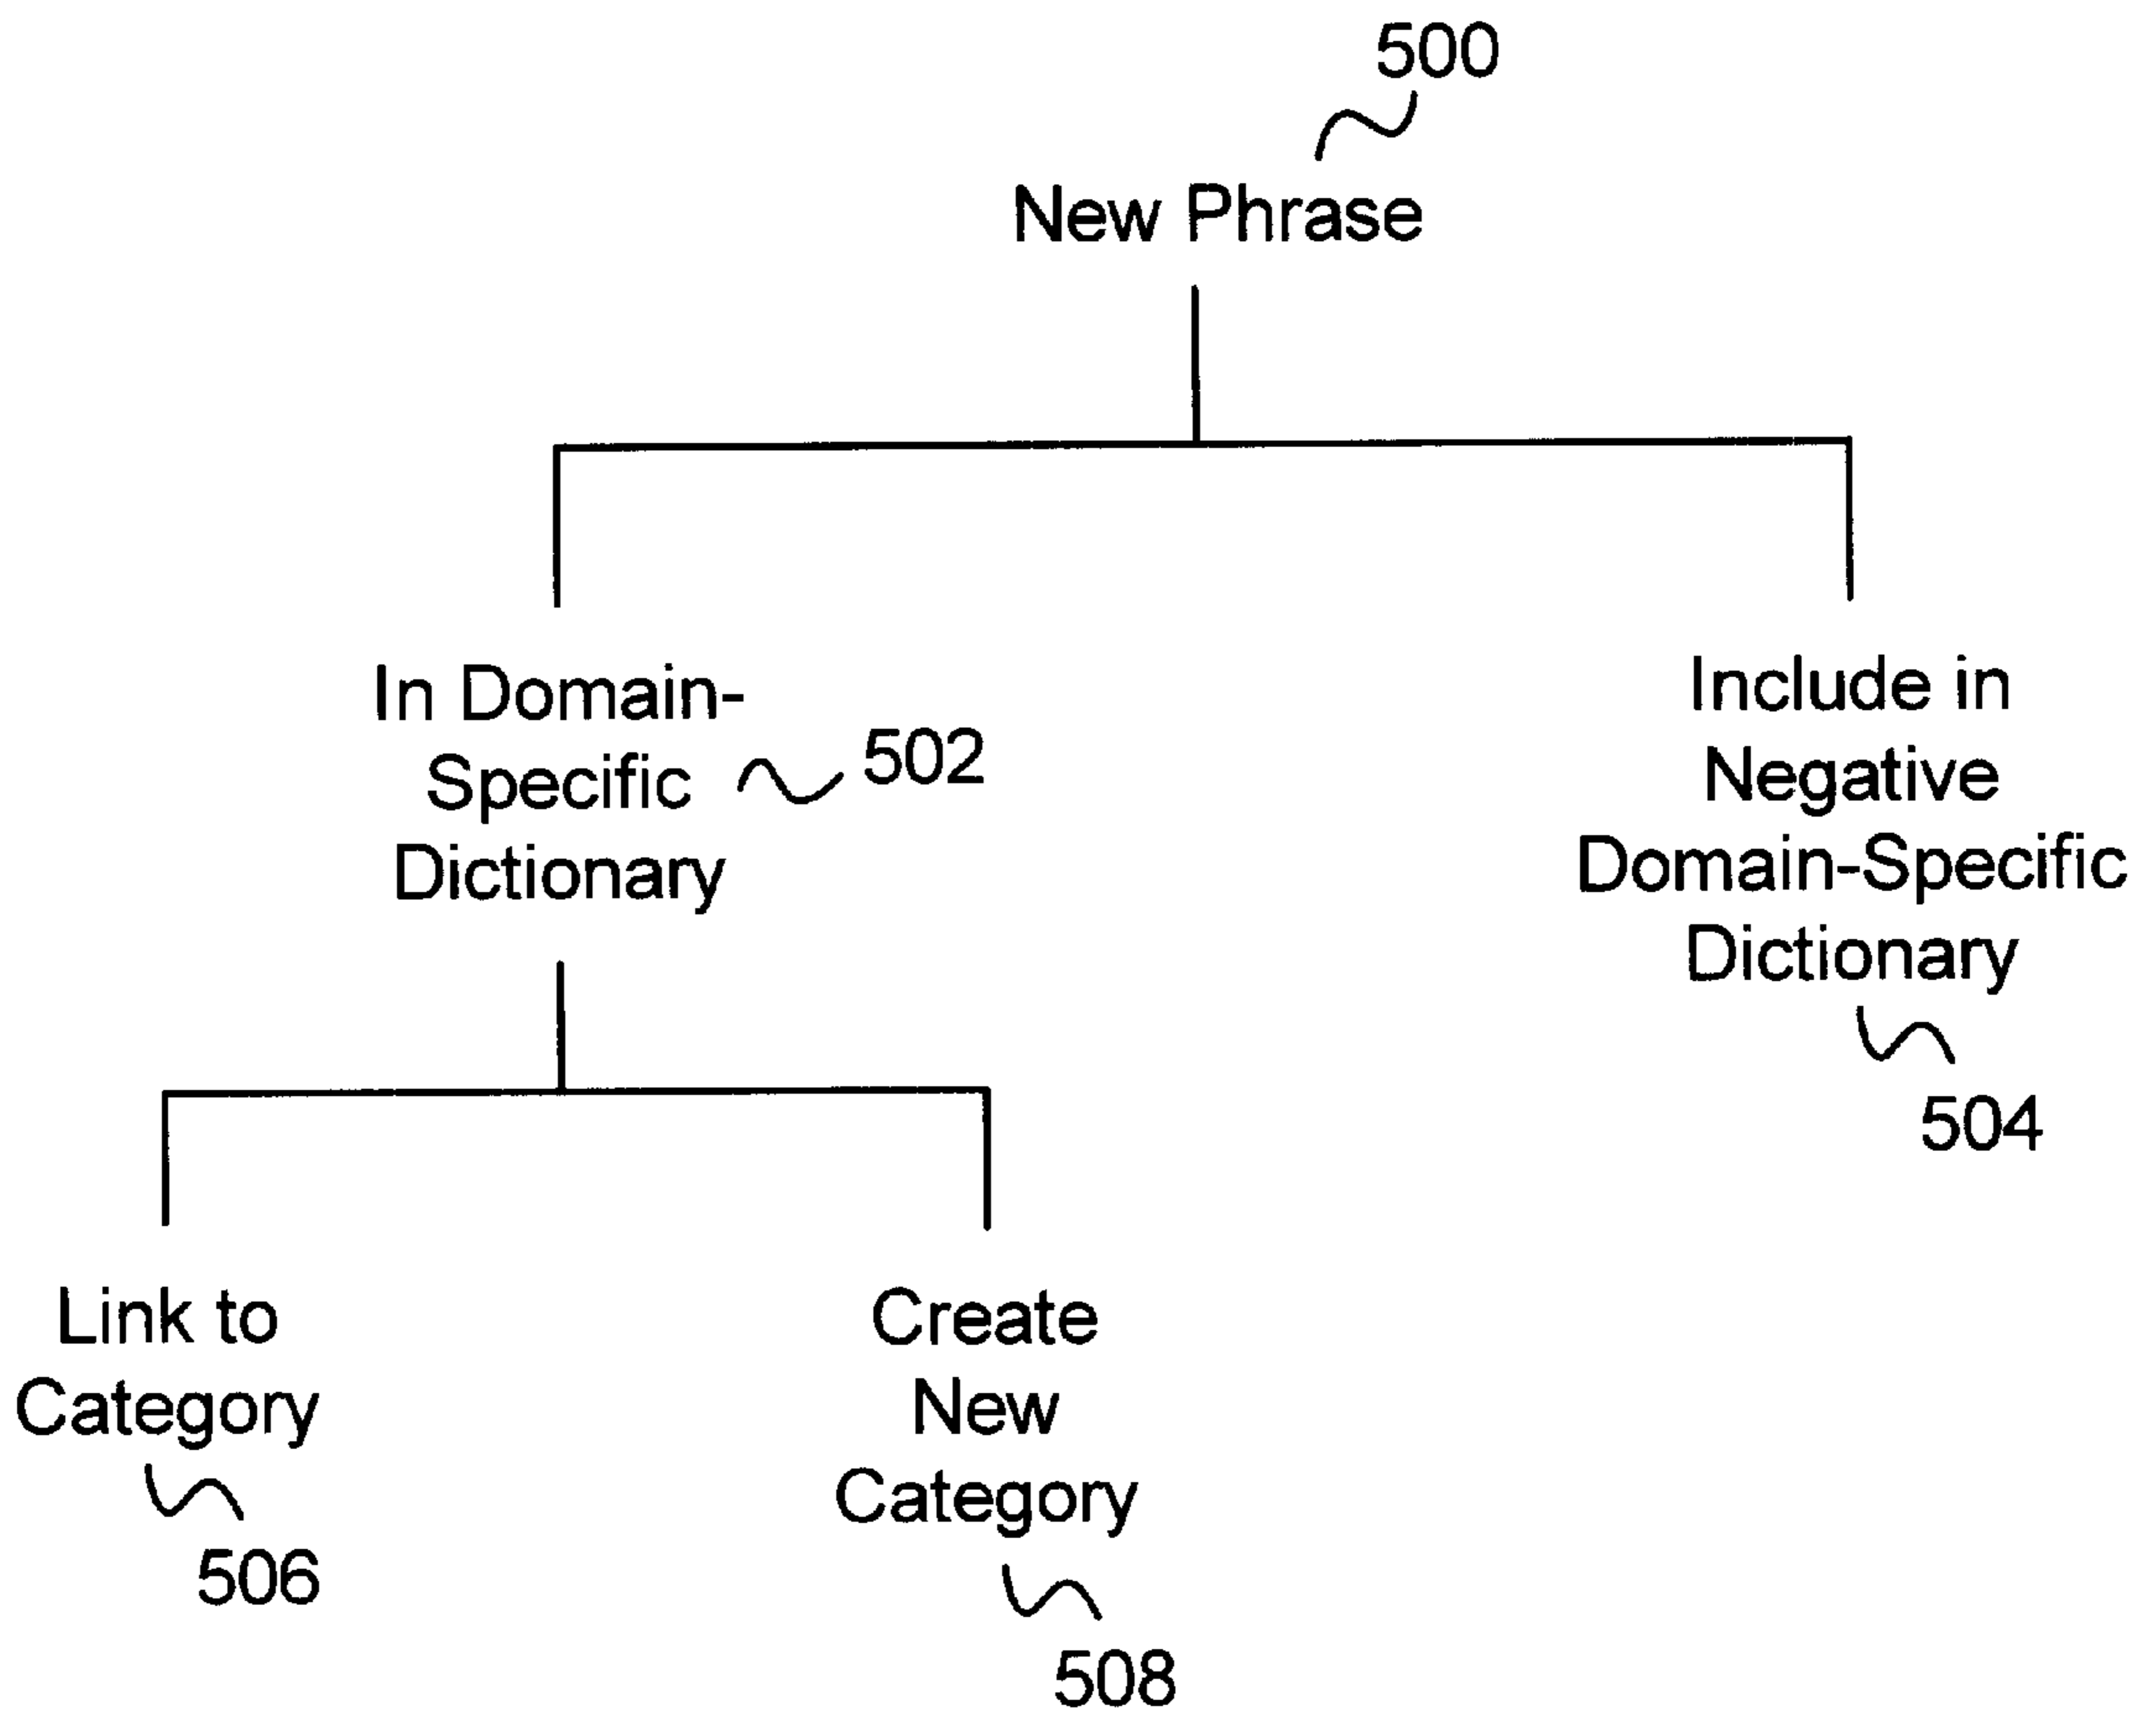 500
New Phrase
In Domain-
Specific
Dictionary
502
Include in
Negative
Domain-Specific
Dictionary
504
Link to
Category
506
Create
New
Category
508